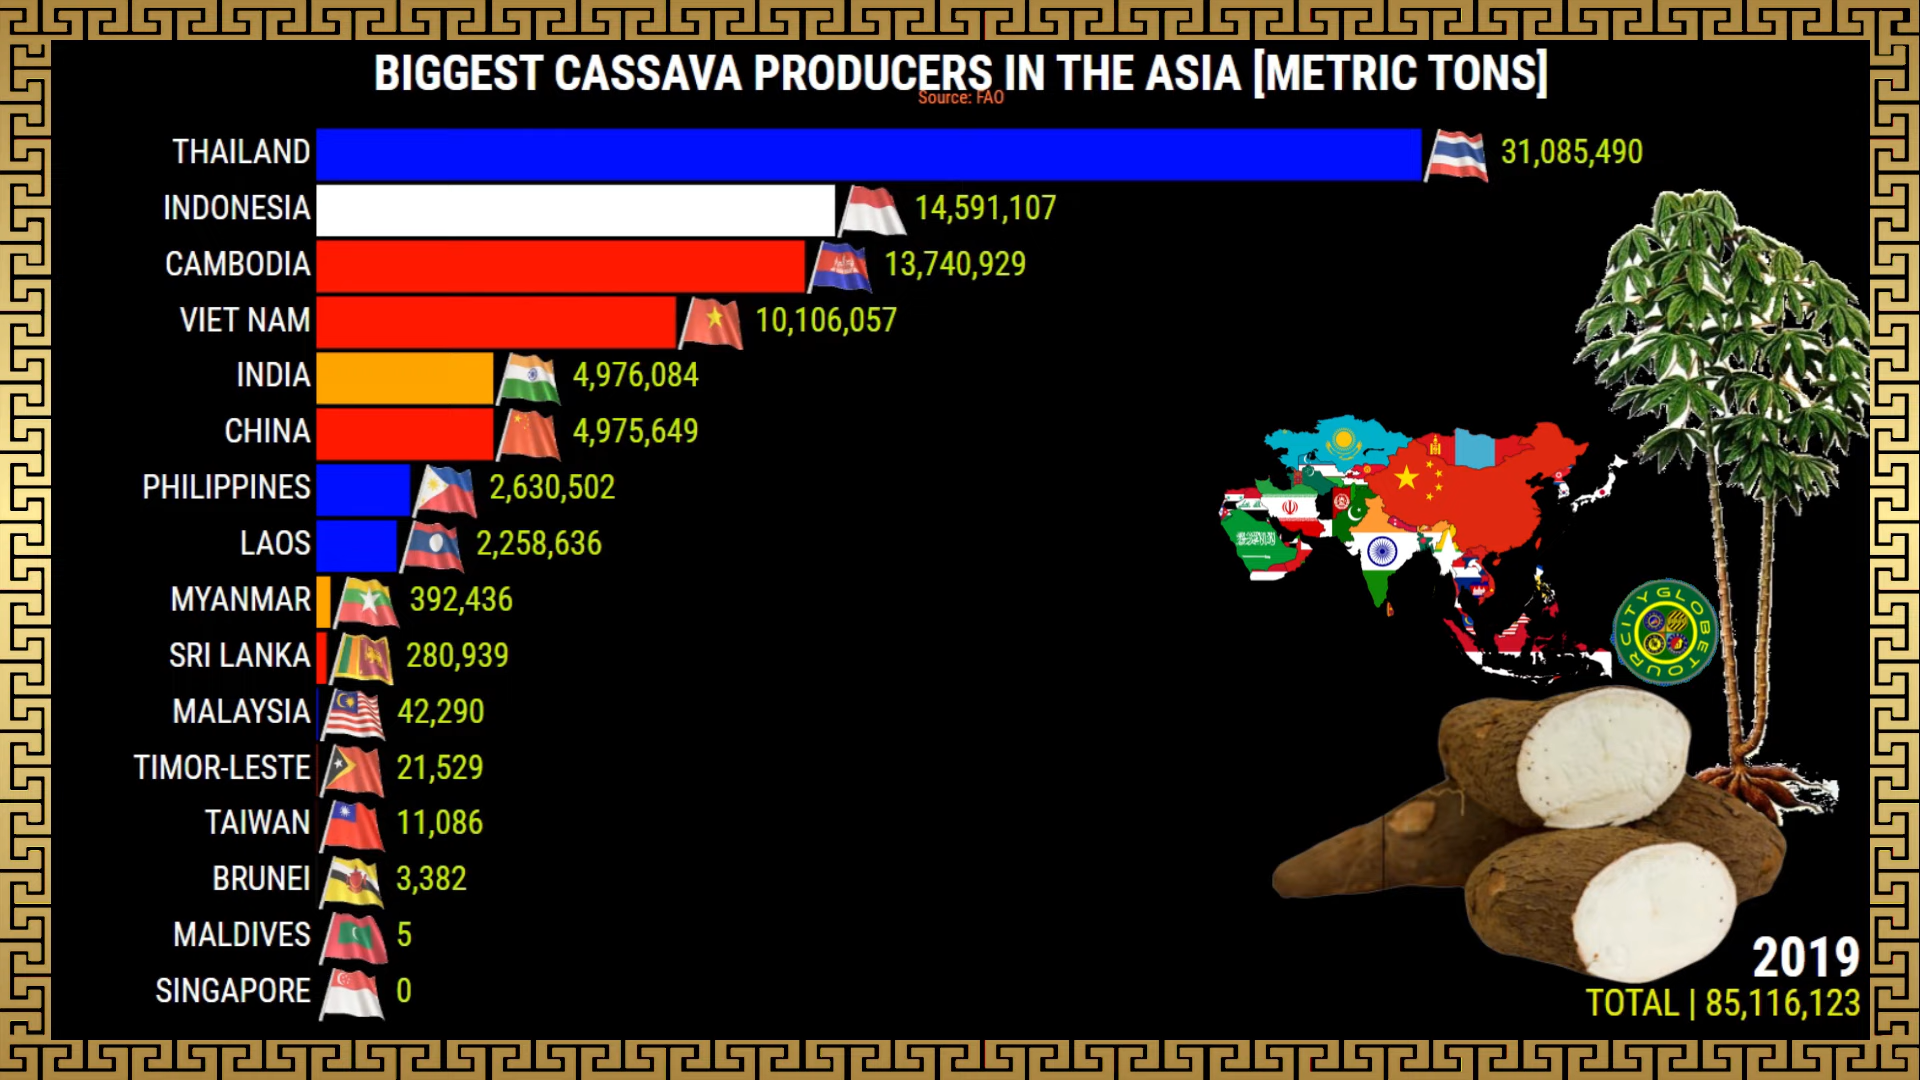 BIGGEST CASSAVA PRODUCERS IN THE ASIA [METRIC TONS]
Source: FAO
THAILAND 31,085,490
INDONESIA 14,591,107
CAMBODIA 13,740,929
VIET NAM 10,106,057
INDIA 4,976,084
CHINA 4,975,649
PHILIPPINES 2,630,502
LAOS 2,258,636
MYANMAR 392,436
SRI LANKA 280,939
MALAYSIA 42,290
TIMOR-LESTE 21,529
TAIWAN 11,086
BRUNEI 3,382
MALDIVES 5
SINGAPORE 0
CITYGLOBETOUR
2019
TOTAL | 85,116,123